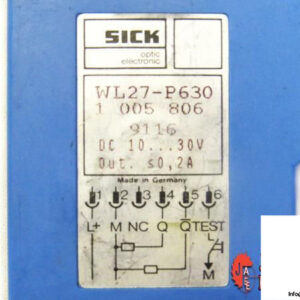 SICK
optic
electronic
WL27-P630
1 005 806
9116
DC 10...30V
Out. ≤0,2A
Made in Germany
1 2 3 4 5 6
L+ M NC Q Q̅ TEST
M
Info@